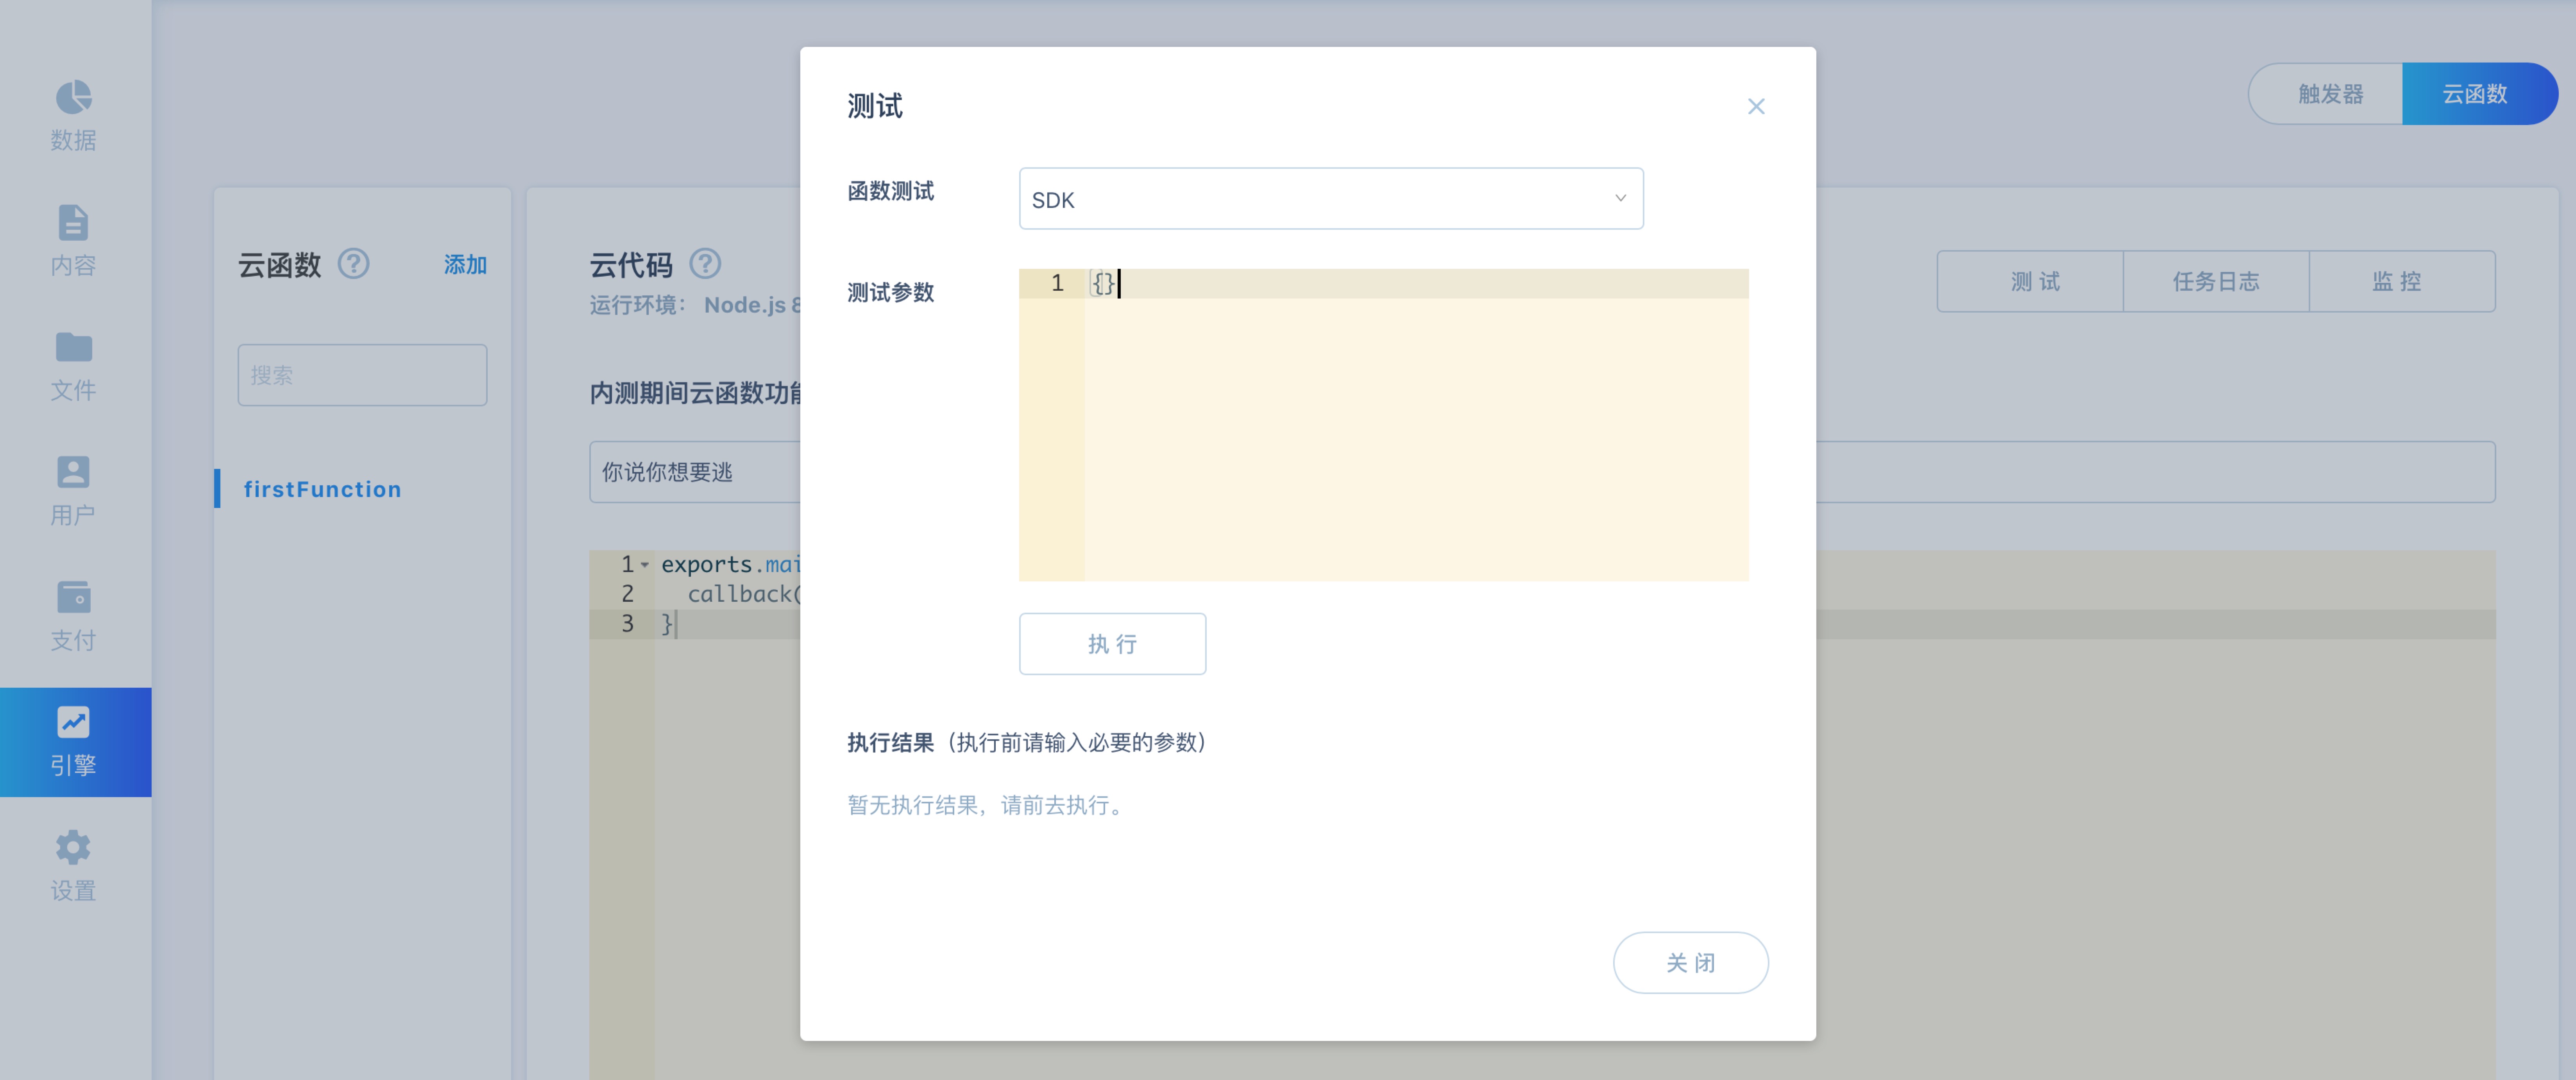 数据
内容
文件
用户
支付
引擎
设置
触发器
云函数
云函数
添加
搜索
firstFunction
云代码
运行环境： Node.js 8
测试
任务日志
监控
内测期间云函数功
你说你想要逃
1 exports.mai
2 callback(
3 }
测试
函数测试
SDK
测试参数
1 {}
执行
执行结果（执行前请输入必要的参数）
暂无执行结果，请前去执行。
关闭